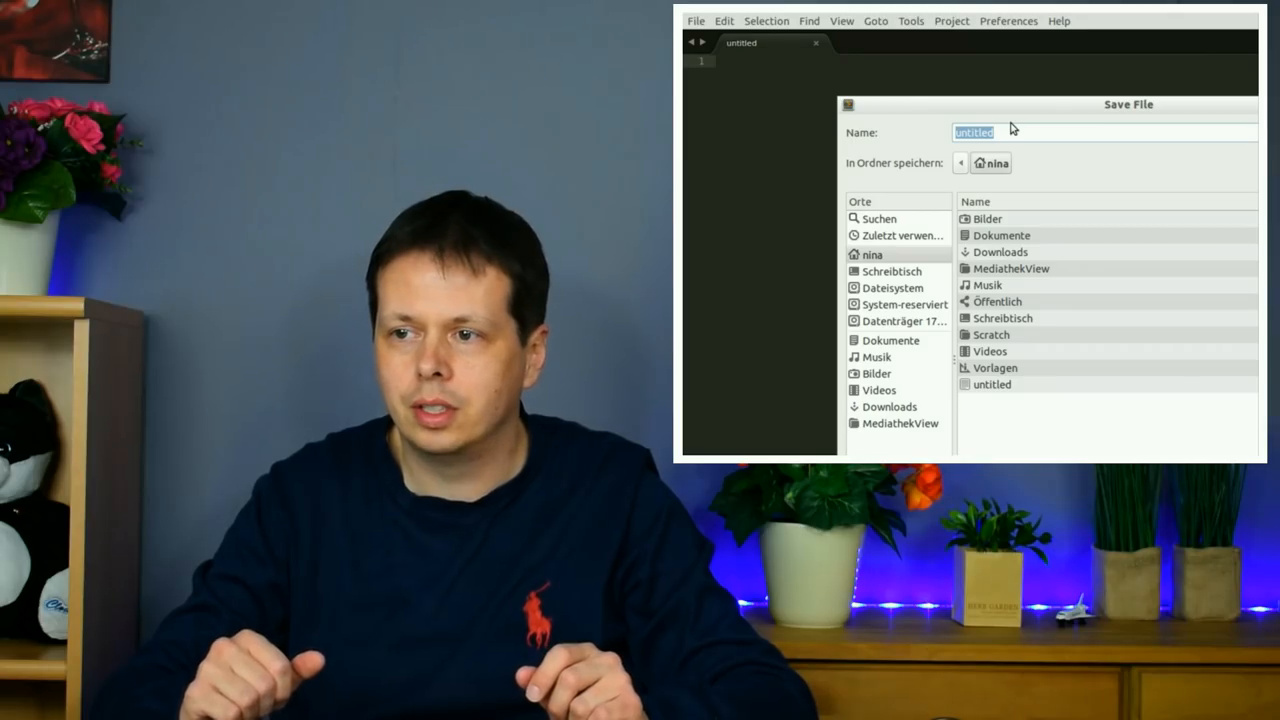 File Edit Selection Find View Goto Tools Project Preferences Help
untitled
1
Save File
Name: untitled
In Ordner speichern: nina
Orte
Suchen
Zuletzt verwen...
nina
Schreibtisch
Dateisystem
System-reserviert
Datenträger 17...
Dokumente
Musik
Bilder
Videos
Downloads
MediathekView
Name
Bilder
Dokumente
Downloads
MediathekView
Musik
Öffentlich
Schreibtisch
Scratch
Videos
Vorlagen
untitled
HERB GARDEN